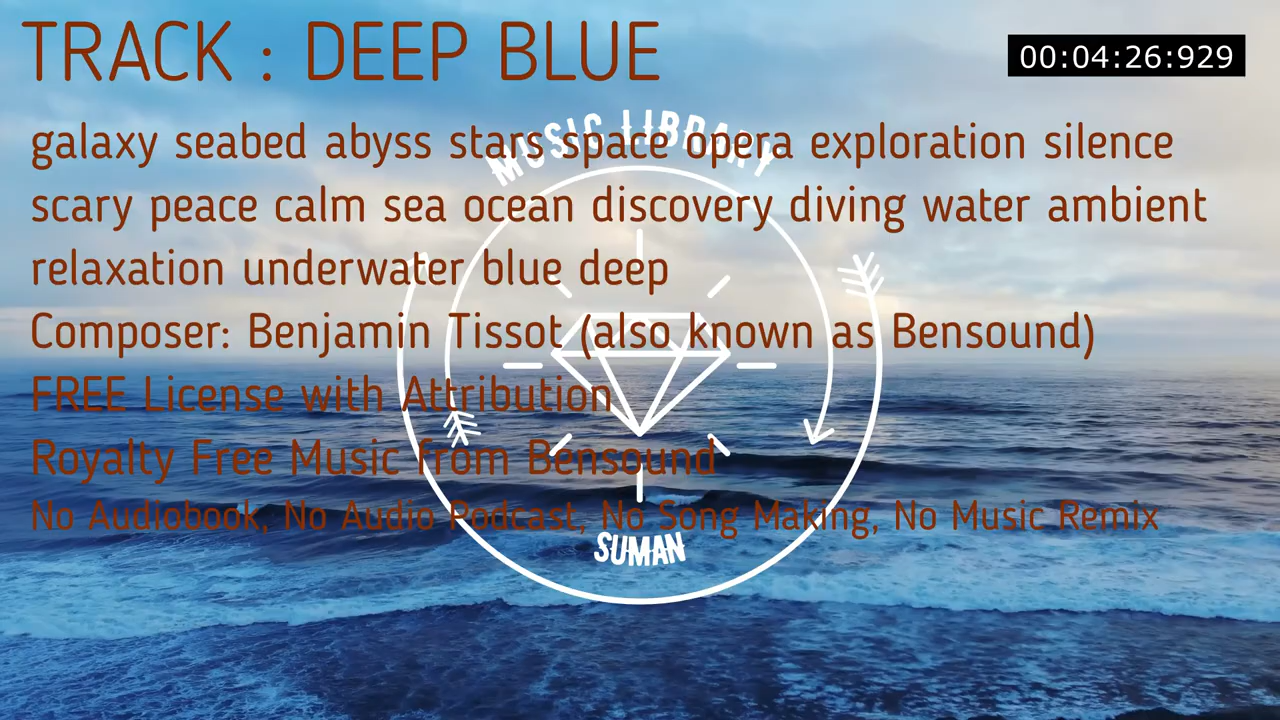 TRACK : DEEP BLUE
00:04:26:929
MUSIC LIBRARY
galaxy seabed abyss stars space opera exploration silence
scary peace calm sea ocean discovery diving water ambient
relaxation underwater blue deep
Composer: Benjamin Tissot (also known as Bensound)
FREE License with Attribution
Royalty Free Music from Bensound
No Audiobook, No Audio Podcast, No Song Making, No Music Remix
SUMAN